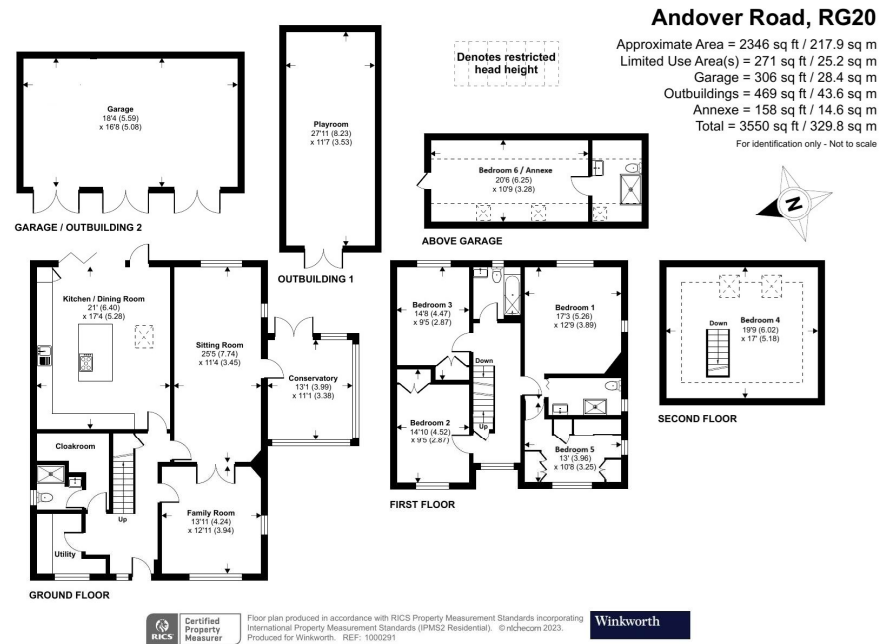 Andover Road, RG20
Approximate Area = 2346 sq ft / 217.9 sq m
Limited Use Area(s) = 271 sq ft / 25.2 sq m
Garage = 306 sq ft / 28.4 sq m
Outbuildings = 469 sq ft / 43.6 sq m
Annexe = 158 sq ft / 14.6 sq m
Total = 3550 sq ft / 329.8 sq m
For identification only - Not to scale
Denotes restricted
head height
Garage
18'4 (5.59)
x 16'8 (5.08)
GARAGE / OUTBUILDING 2
Playroom
27'11 (8.23)
x 11'7 (3.53)
OUTBUILDING 1
Bedroom 6 / Annexe
20'6 (6.25)
x 10'9 (3.28)
ABOVE GARAGE
N
Kitchen / Dining Room
21' (6.40)
x 17'4 (5.28)
Sitting Room
25'5 (7.74)
x 11'4 (3.45)
Conservatory
13'1 (3.99)
x 11'1 (3.38)
Cloakroom
Up
Utility
Family Room
13'11 (4.24)
x 12'11 (3.94)
GROUND FLOOR
Bedroom 3
14'8 (4.47)
x 9'5 (2.87)
Bedroom 1
17'3 (5.26)
x 12'9 (3.89)
Down
Up
Bedroom 2
14'10 (4.52)
x 9'5 (2.87)
Bedroom 5
13' (3.96)
x 10'8 (3.25)
FIRST FLOOR
Bedroom 4
19'9 (6.02)
x 17' (5.18)
Down
SECOND FLOOR
RICS
Certified
Property
Measurer
Floor plan produced in accordance with RICS Property Measurement Standards incorporating
International Property Measurement Standards (IPMS2 Residential). © nichecom 2023.
Produced for Winkworth. REF: 1000291
Winkworth